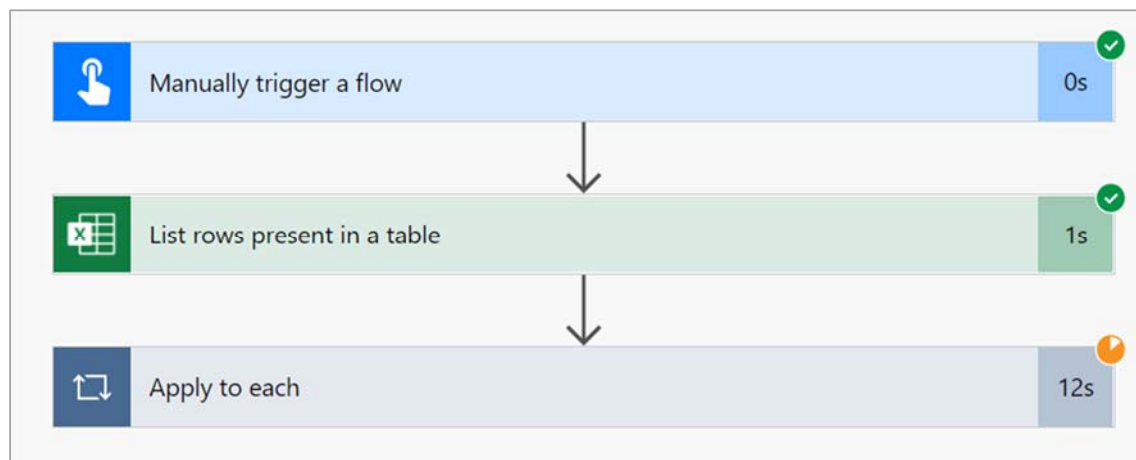 Manually trigger a flow 0s
List rows present in a table 1s
X
Apply to each 12s